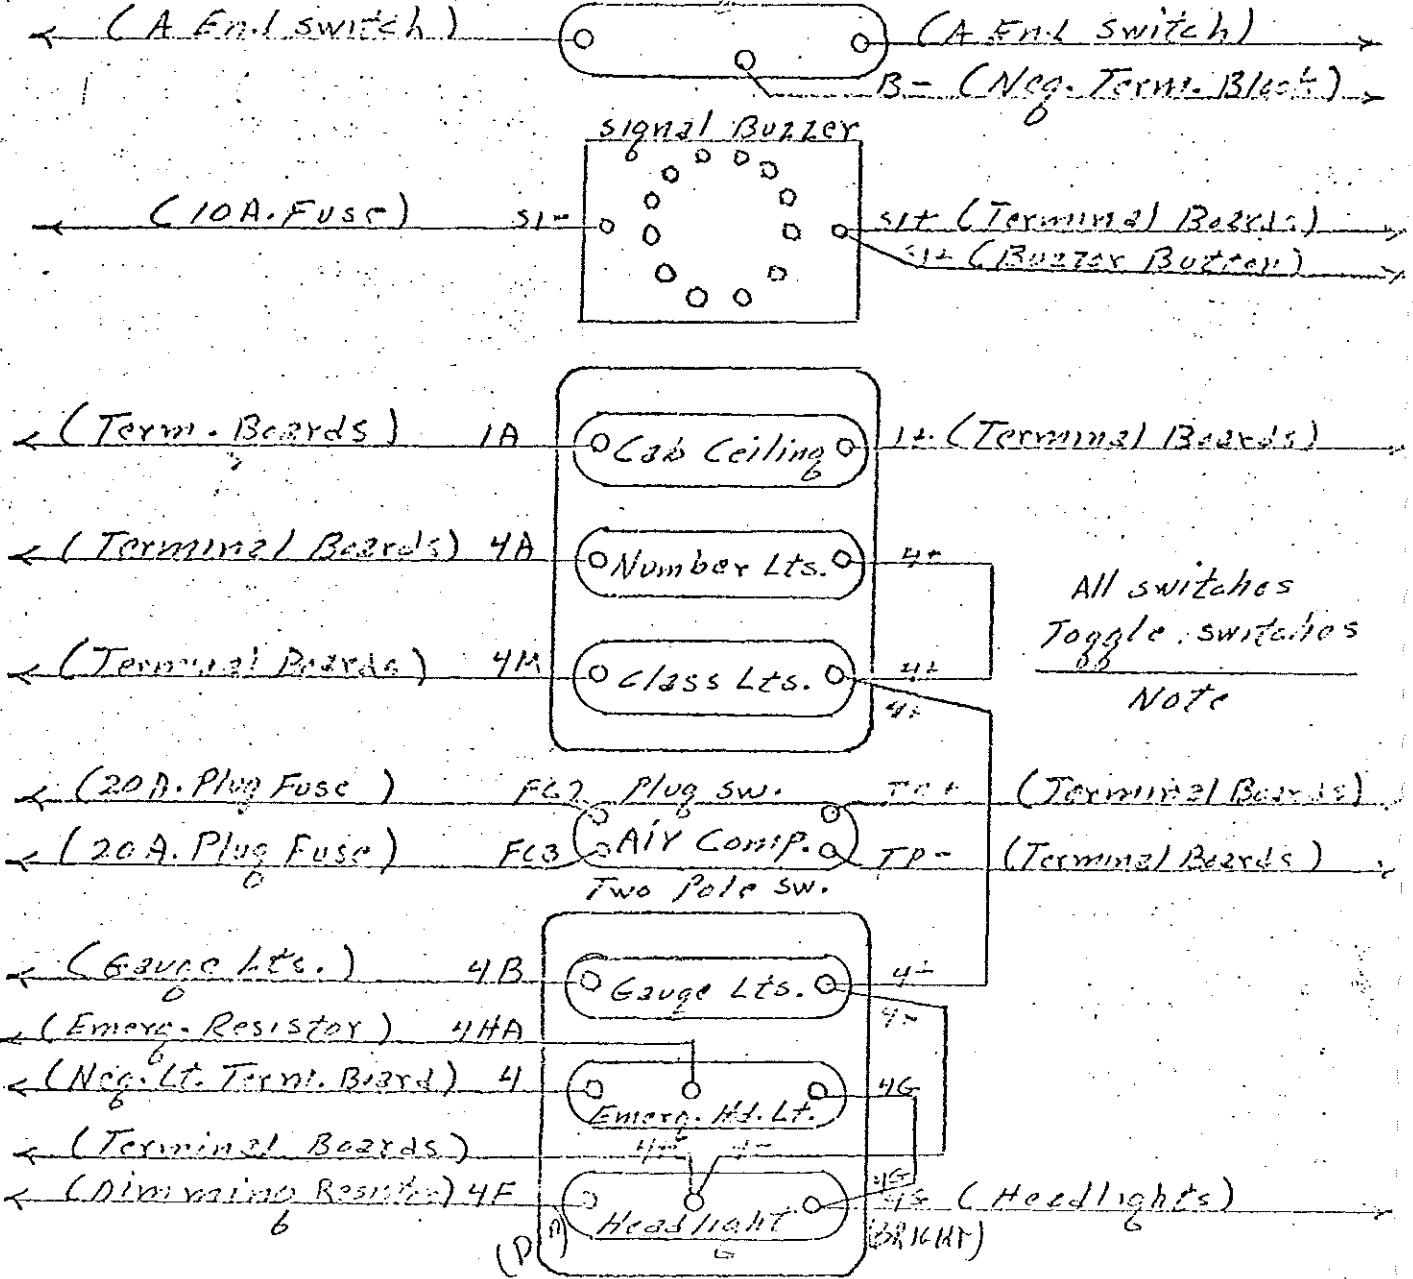 (A End switch) (A End switch)
B- (Neg. Term. Block)
Signal Buzzer
(10A. Fuse) S1- S1+ (Terminal Boards)
S1+ (Buzzer Button)
(Term. Boards) 1A Cab Ceiling 1+ (Terminal Boards)
(Terminal Boards) 4A Number Lts. 4+
All switches
Toggle switches
Note
(Terminal Boards) 4M Class Lts. 4+
4+
(20A. Plug Fuse) FC2 Plug Sw. (Terminal Boards)
(20A. Plug Fuse) FC3 Air Comp. TP- (Terminal Boards)
Two Pole Sw.
(Gauge Lts.) 4B Gauge Lts. 4+
4+
(Emerg. Resistor) 4HA
(Neg. Lt. Term. Board) 4 4G
Emerg. Hd. Lt.
(Terminal Boards) 4+ 4+
4G
(Dimming Resistor) 4F Headlight 4G (Headlights)
(BRIGHT)